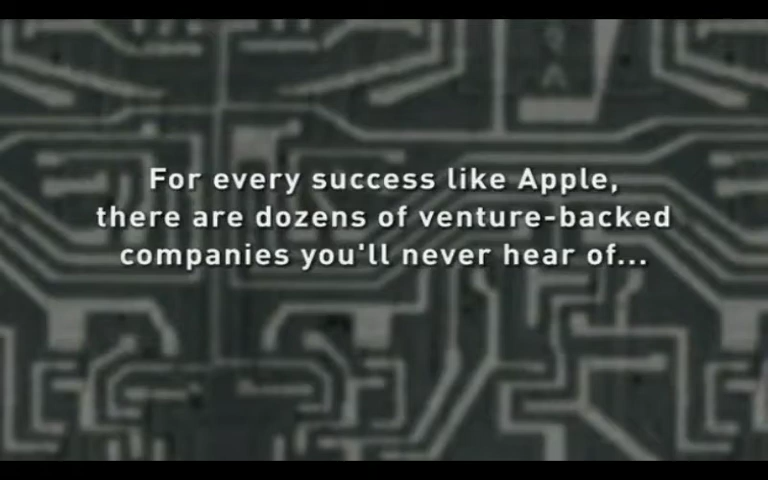 For every success like Apple,
there are dozens of venture-backed
companies you'll never hear of...